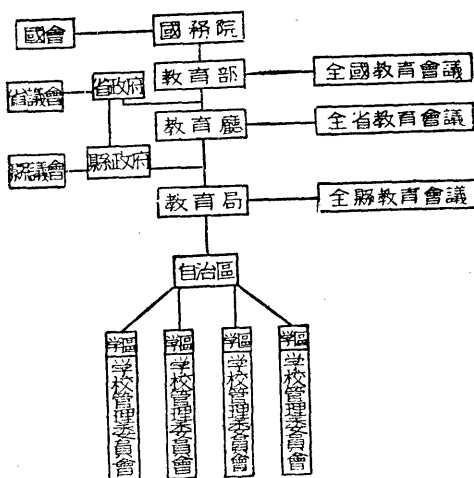 國會
國務院
教育部
全國教育會議
省議會
省政府
教育廳
全省教育會議
縣議會
縣政府
教育局
全縣教育會議
自治區
学區
学區
学區
学區
学校管理委員會
学校管理委員會
学校管理委員會
学校管理委員會